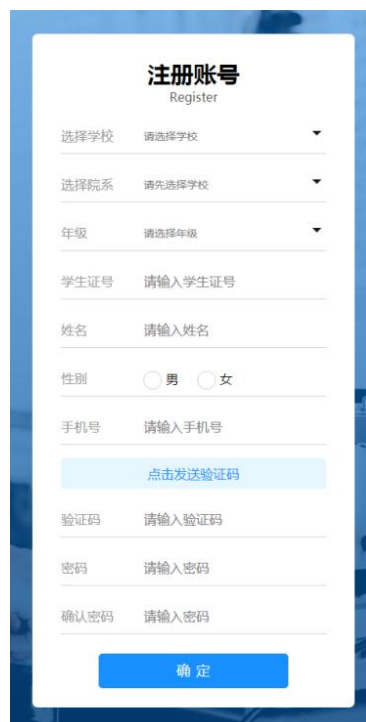 注册账号
Register
选择学校 请选择学校
选择院系 请先选择学校
年级 请选择年级
学生证号 请输入学生证号
姓名 请输入姓名
性别 男 女
手机号 请输入手机号
点击发送验证码
验证码 请输入验证码
密码 请输入密码
确认密码 请输入密码
确 定